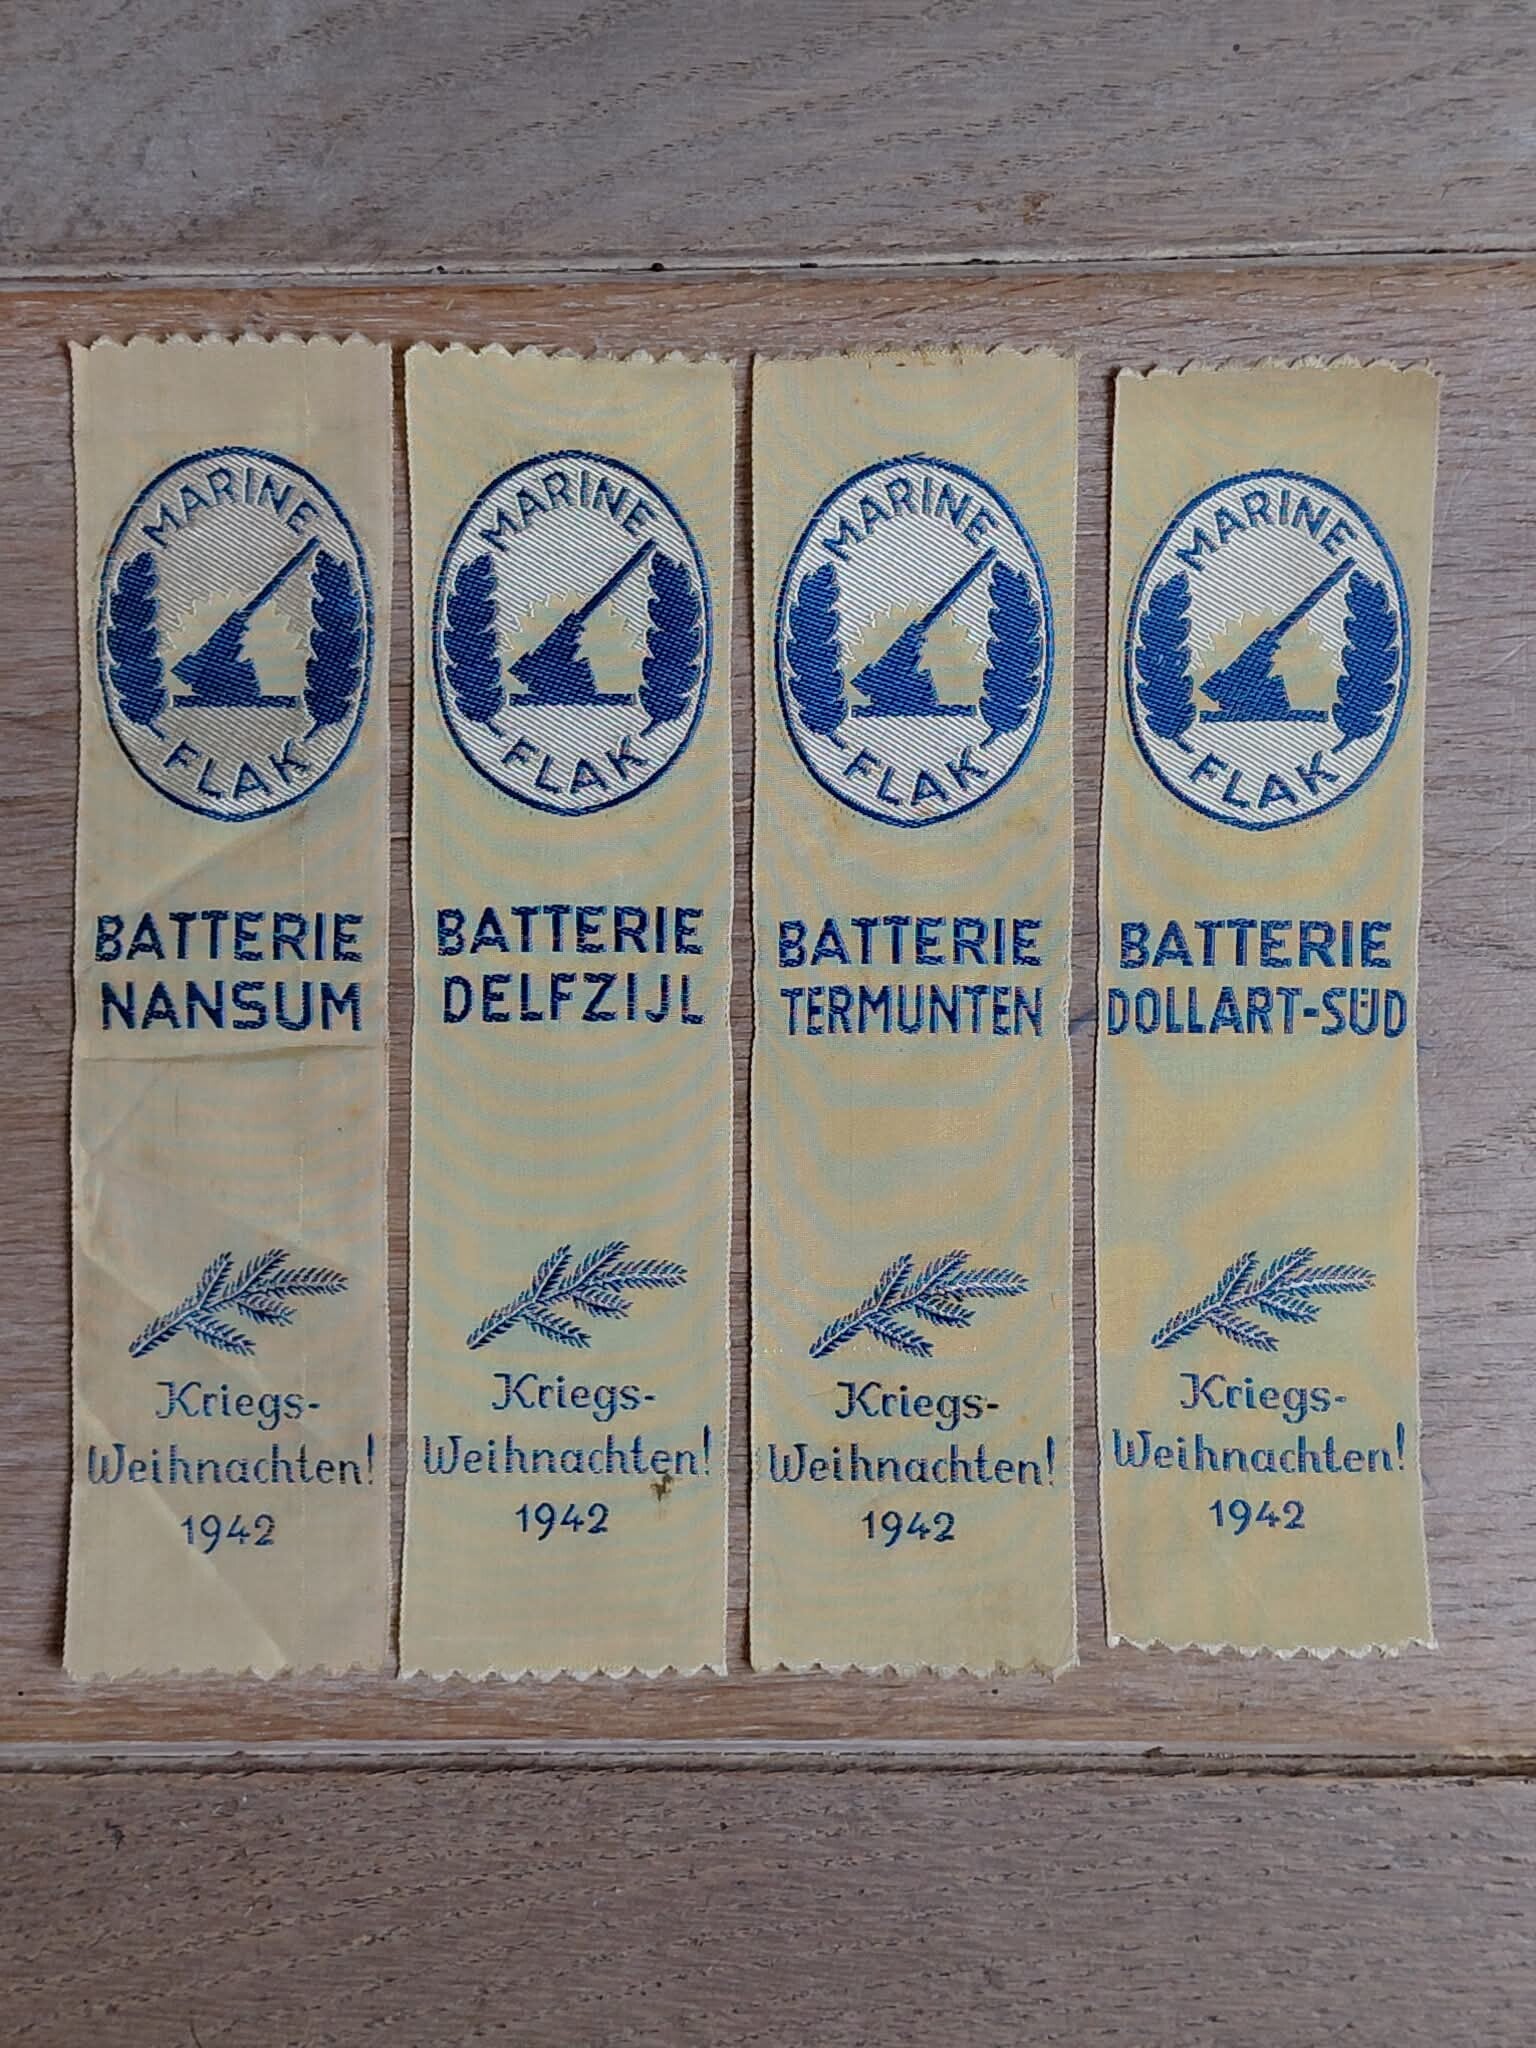 MARINE
FLAK
BATTERIE
NANSUM
Kriegs-
Weihnachten!
1942
MARINE
FLAK
BATTERIE
DELFZIJL
Kriegs-
Weihnachten!
1942
MARINE
FLAK
BATTERIE
TERMUNTEN
Kriegs-
Weihnachten!
1942
MARINE
FLAK
BATTERIE
DOLLART-SÜD
Kriegs-
Weihnachten!
1942